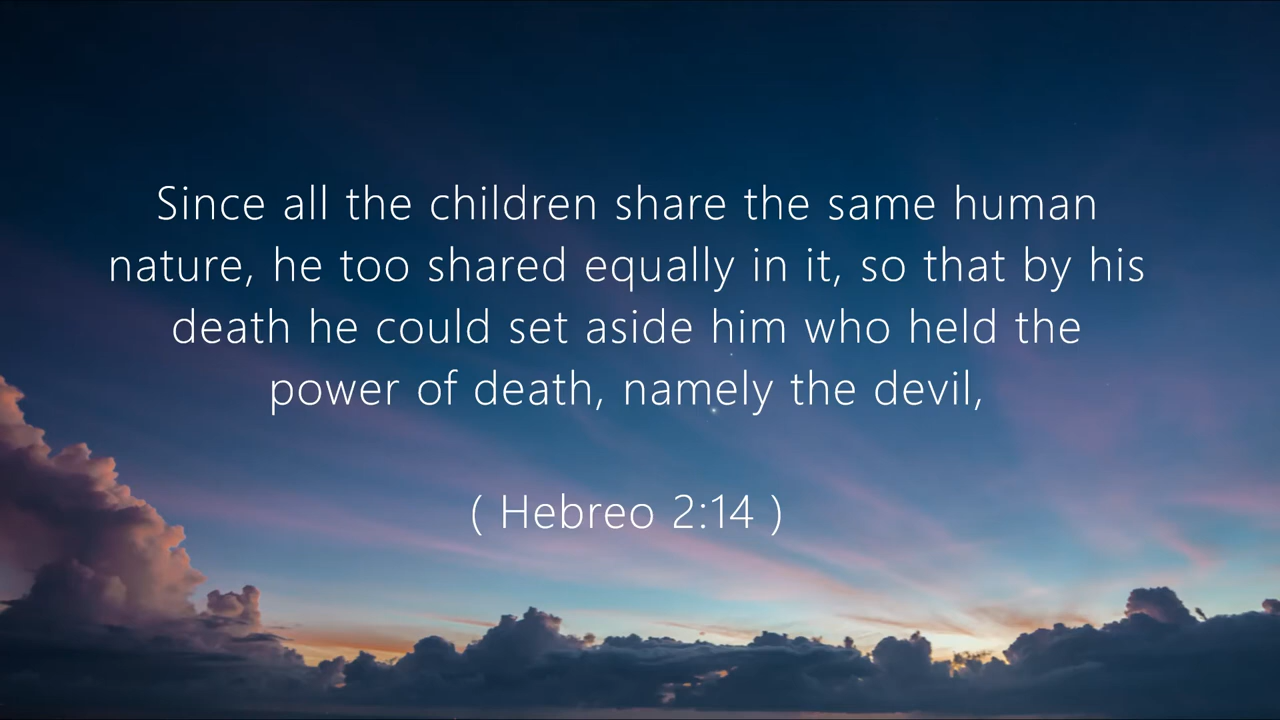 Since all the children share the same human
nature, he too shared equally in it, so that by his
death he could set aside him who held the
power of death, namely the devil,
( Hebreo 2:14 )